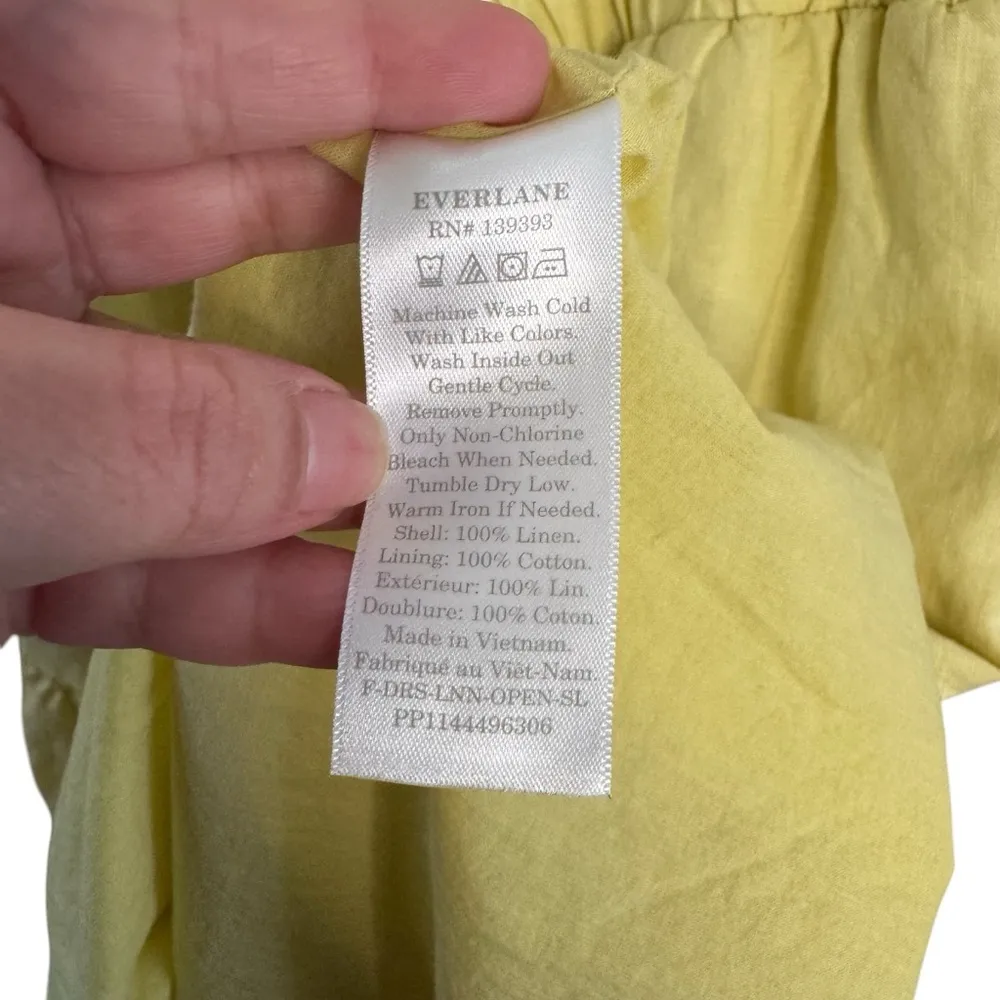 EVERLANE
RN# 139393
Machine Wash Cold
With Like Colors.
Wash Inside Out
Gentle Cycle.
Remove Promptly.
Only Non-Chlorine
Bleach When Needed.
Tumble Dry Low.
Warm Iron If Needed.
Shell: 100% Linen.
Lining: 100% Cotton.
Extérieur: 100% Lin.
Doublure: 100% Coton.
Made in Vietnam.
Fabriqué au Viêt-Nam.
F-DRS-LNN-OPEN-SL
PP1144496306